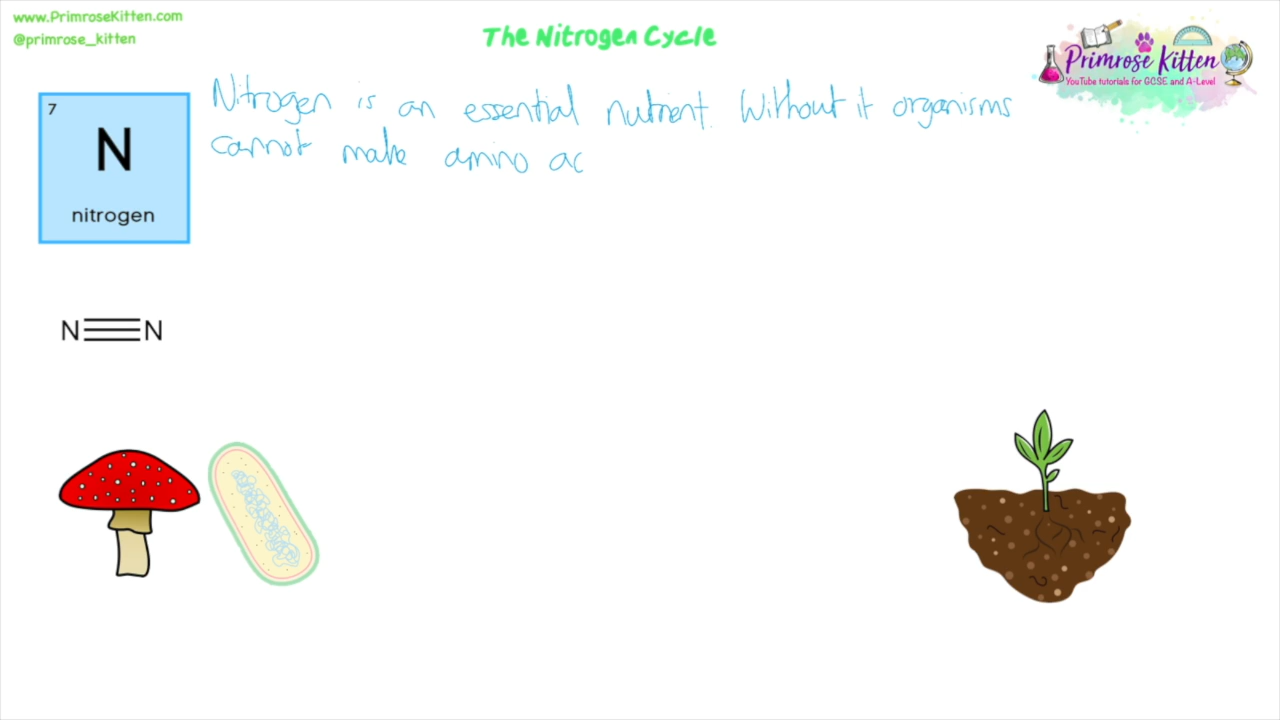 www.PrimroseKitten.com
@primrose_kitten
The Nitrogen Cycle
Primrose Kitten
YouTube tutorials for GCSE and A-Level
7
N
nitrogen
Nitrogen is an essential nutrient. Without it organisms
cannot make amino ac
N N